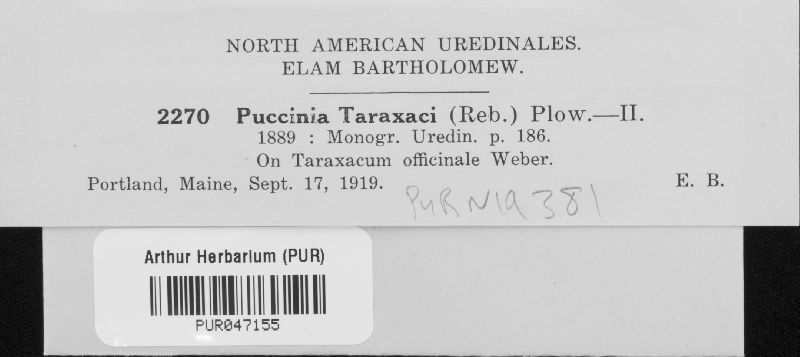 NORTH AMERICAN UREDINALES.
ELAM BARTHOLOMEW.
2270 Puccinia Taraxaci (Reb.) Plow.—II.
1889 : Monogr. Uredin. p. 186.
On Taraxacum officinale Weber.
Portland, Maine, Sept. 17, 1919. E. B.
PUR N19381
Arthur Herbarium (PUR)
PUR047155